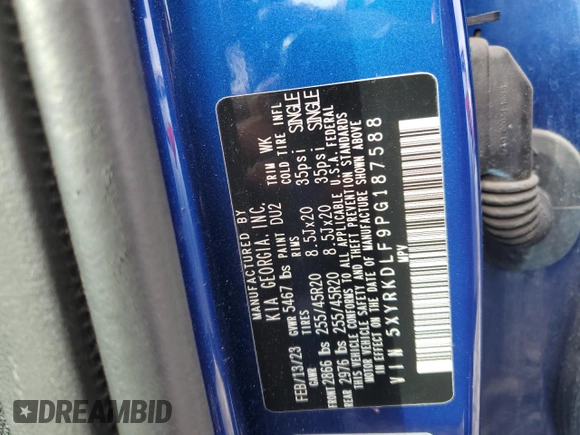 MANUFACTURED BY
KIA GEORGIA, INC.
FEB/13/23 GVWR 5467 lbs PAINT DU2 TRIM WK
GAWR TIRES RIMS COLD TIRE INFL
FRONT 2866 lbs 255/45R20 8.5Jx20 35psi SINGLE
REAR 2976 lbs 255/45R20 8.5Jx20 35psi SINGLE
THIS VEHICLE CONFORMS TO ALL APPLICABLE U.S.A. FEDERAL
MOTOR VEHICLE SAFETY AND THEFT PREVENTION STANDARDS
IN EFFECT ON THE DATE OF MANUFACTURE SHOWN ABOVE
VIN 5XYRKDLF9PG187588
MPV
DREAMBID